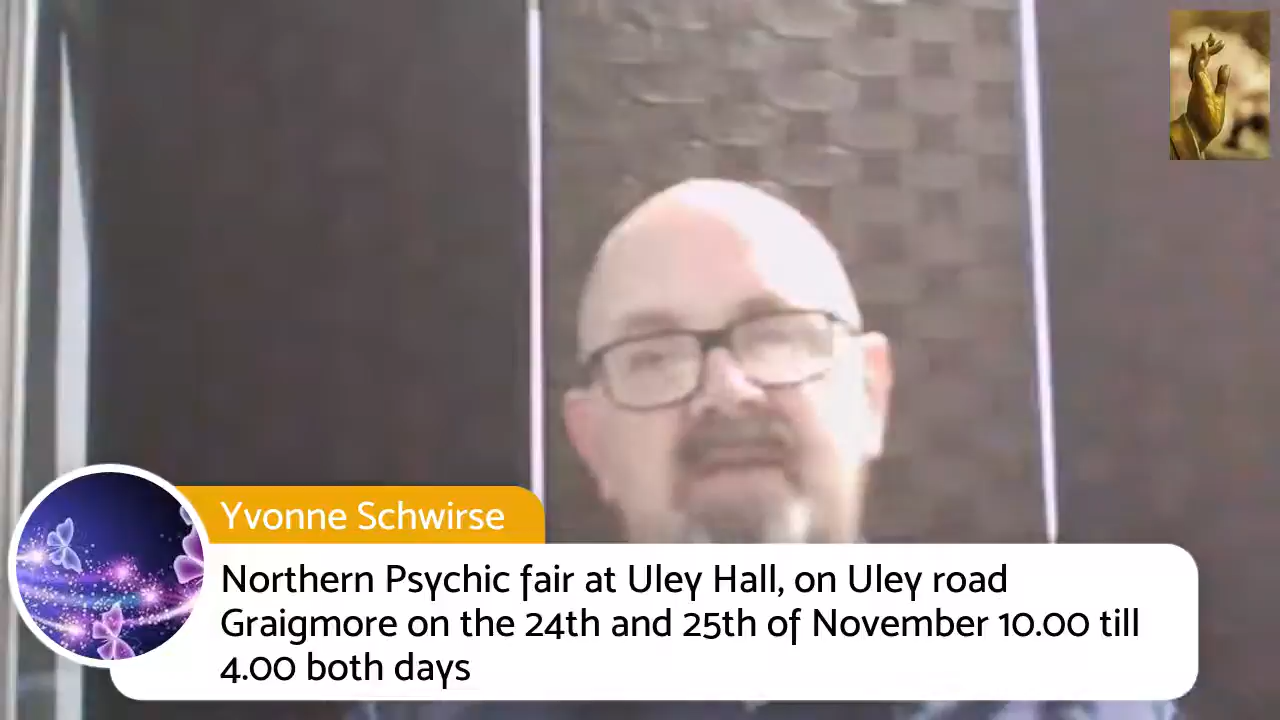 Yvonne Schwirse
Northern Psychic fair at Uley Hall, on Uley road
Graigmore on the 24th and 25th of November 10.00 till
4.00 both days